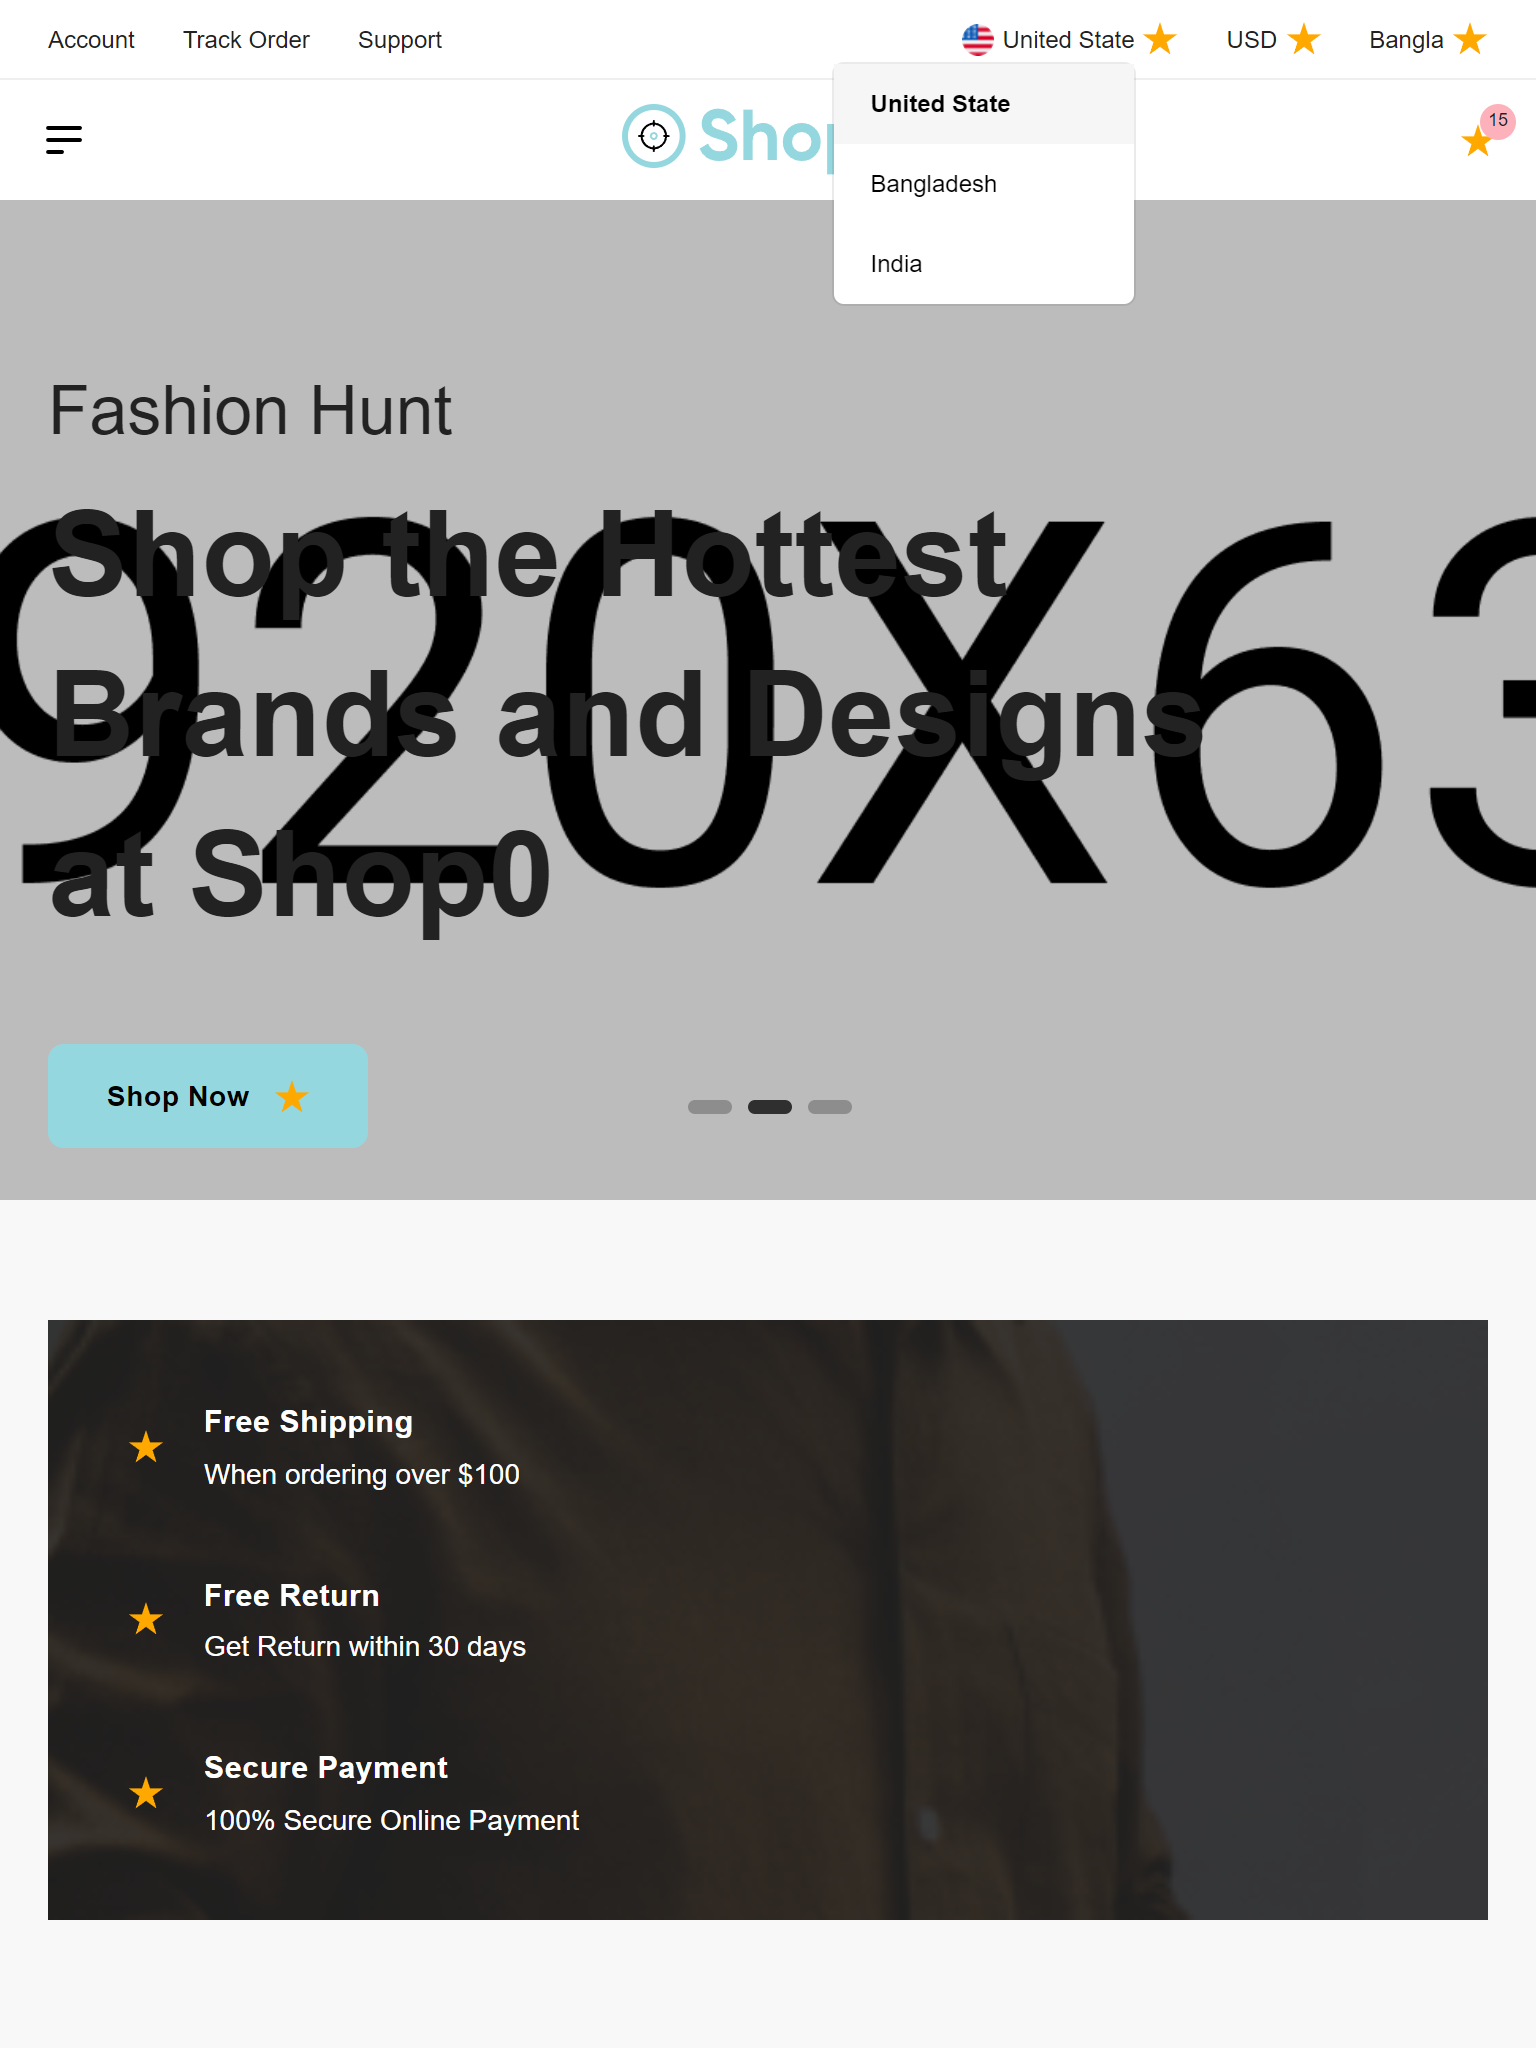 Account Track Order Support United State USD Bangla
United State
15
Bangladesh
India
Fashion Hunt
Shop the Hottest
Brands and Designs
at Shop0
920X63
Shop Now
Free Shipping
When ordering over $100
Free Return
Get Return within 30 days
Secure Payment
100% Secure Online Payment